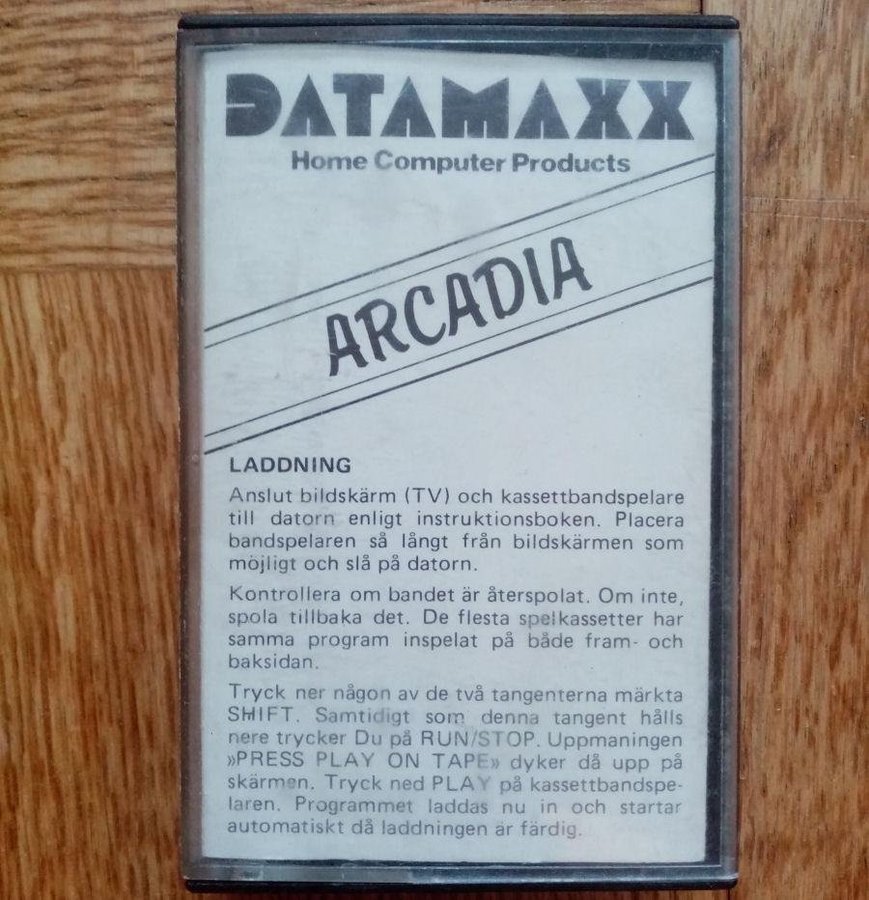 DATAMAXX
Home Computer Products
ARCADIA
LADDNING
Anslut bildskärm (TV) och kassettbandspelare
till datorn enligt instruktionsboken. Placera
bandspelaren så långt från bildskärmen som
möjligt och slå på datorn.
Kontrollera om bandet är återspolat. Om inte,
spola tillbaka det. De flesta spelkassetter har
samma program inspelat på både fram- och
baksidan.
Tryck ner någon av de två tangenterna märkta
SHIFT. Samtidigt som denna tangent hålls
nere trycker Du på RUN/STOP. Uppmaningen
»PRESS PLAY ON TAPE» dyker då upp på
skärmen. Tryck ned PLAY på kassettbandspe-
laren. Programmet laddas nu in och startar
automatiskt då laddningen är färdig.